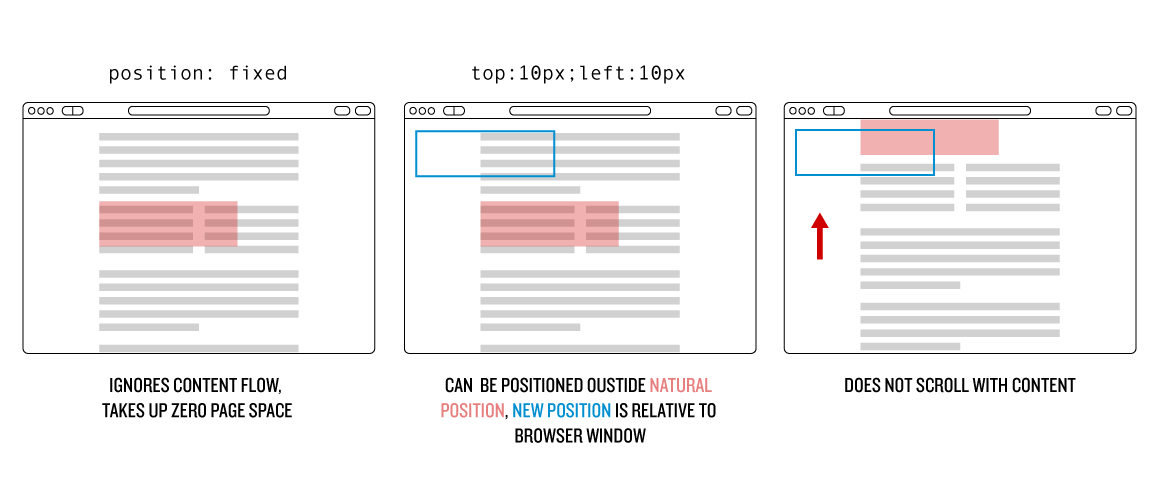 position: fixed
top:10px;left:10px
IGNORES CONTENT FLOW,
TAKES UP ZERO PAGE SPACE
CAN BE POSITIONED OUSTIDE NATURAL
POSITION, NEW POSITION IS RELATIVE TO
BROWSER WINDOW
DOES NOT SCROLL WITH CONTENT